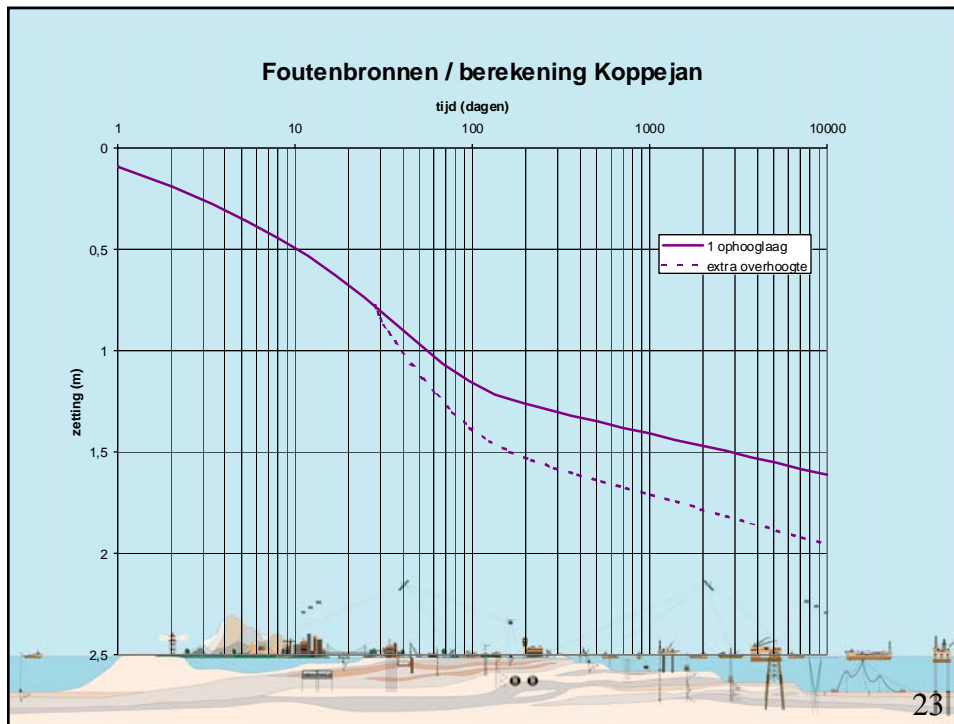 Foutenbronnen / berekening Koppejan
tijd (dagen)
1 10 100 1000 10000
0
0,5
1
1,5
2
2,5
zetting (m)
1 ophooglaag
extra overhoogte
23